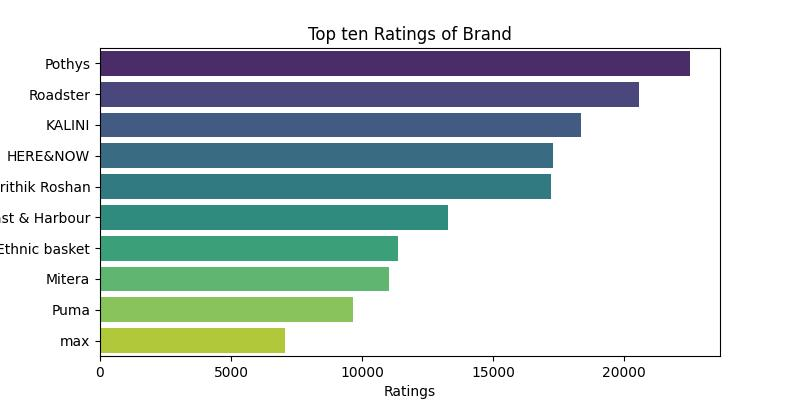 Top ten Ratings of Brand
Pothys
Roadster
KALINI
HERE&NOW
rithik Roshan
st & Harbour
Ethnic basket
Mitera
Puma
max
0 5000 10000 15000 20000
Ratings